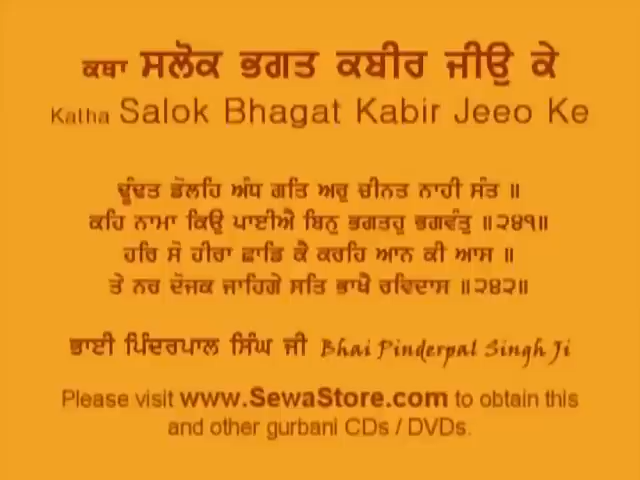 ਕਥਾ ਸਲੋਕ ਭਗਤ ਕਬੀਰ ਜੀਉ ਕੇ
Katha Salok Bhagat Kabir Jeeo Ke
ਢੂੰਢਤ ਡੋਲਹਿ ਅੰਧ ਗਤਿ ਅਰੁ ਚੀਨਤ ਨਾਹੀ ਸੰਤ ॥
ਕਹਿ ਨਾਮਾ ਕਿਉ ਪਾਈਐ ਬਿਨੁ ਭਗਤਹੁ ਭਗਵੰਤੁ ॥੨੪੧॥
ਹਰਿ ਸੋ ਹੀਰਾ ਛਾਡਿ ਕੈ ਕਰਹਿ ਆਨ ਕੀ ਆਸ ॥
ਤੇ ਨਰ ਦੋਜਕ ਜਾਹਿਗੇ ਸਤਿ ਭਾਖੈ ਰਵਿਦਾਸ ॥੨੪੨॥
ਭਾਈ ਪਿੰਦਰਪਾਲ ਸਿੰਘ ਜੀ Bhai Pinderpal Singh Ji
Please visit www.SewaStore.com to obtain this
and other gurbani CDs / DVDs.